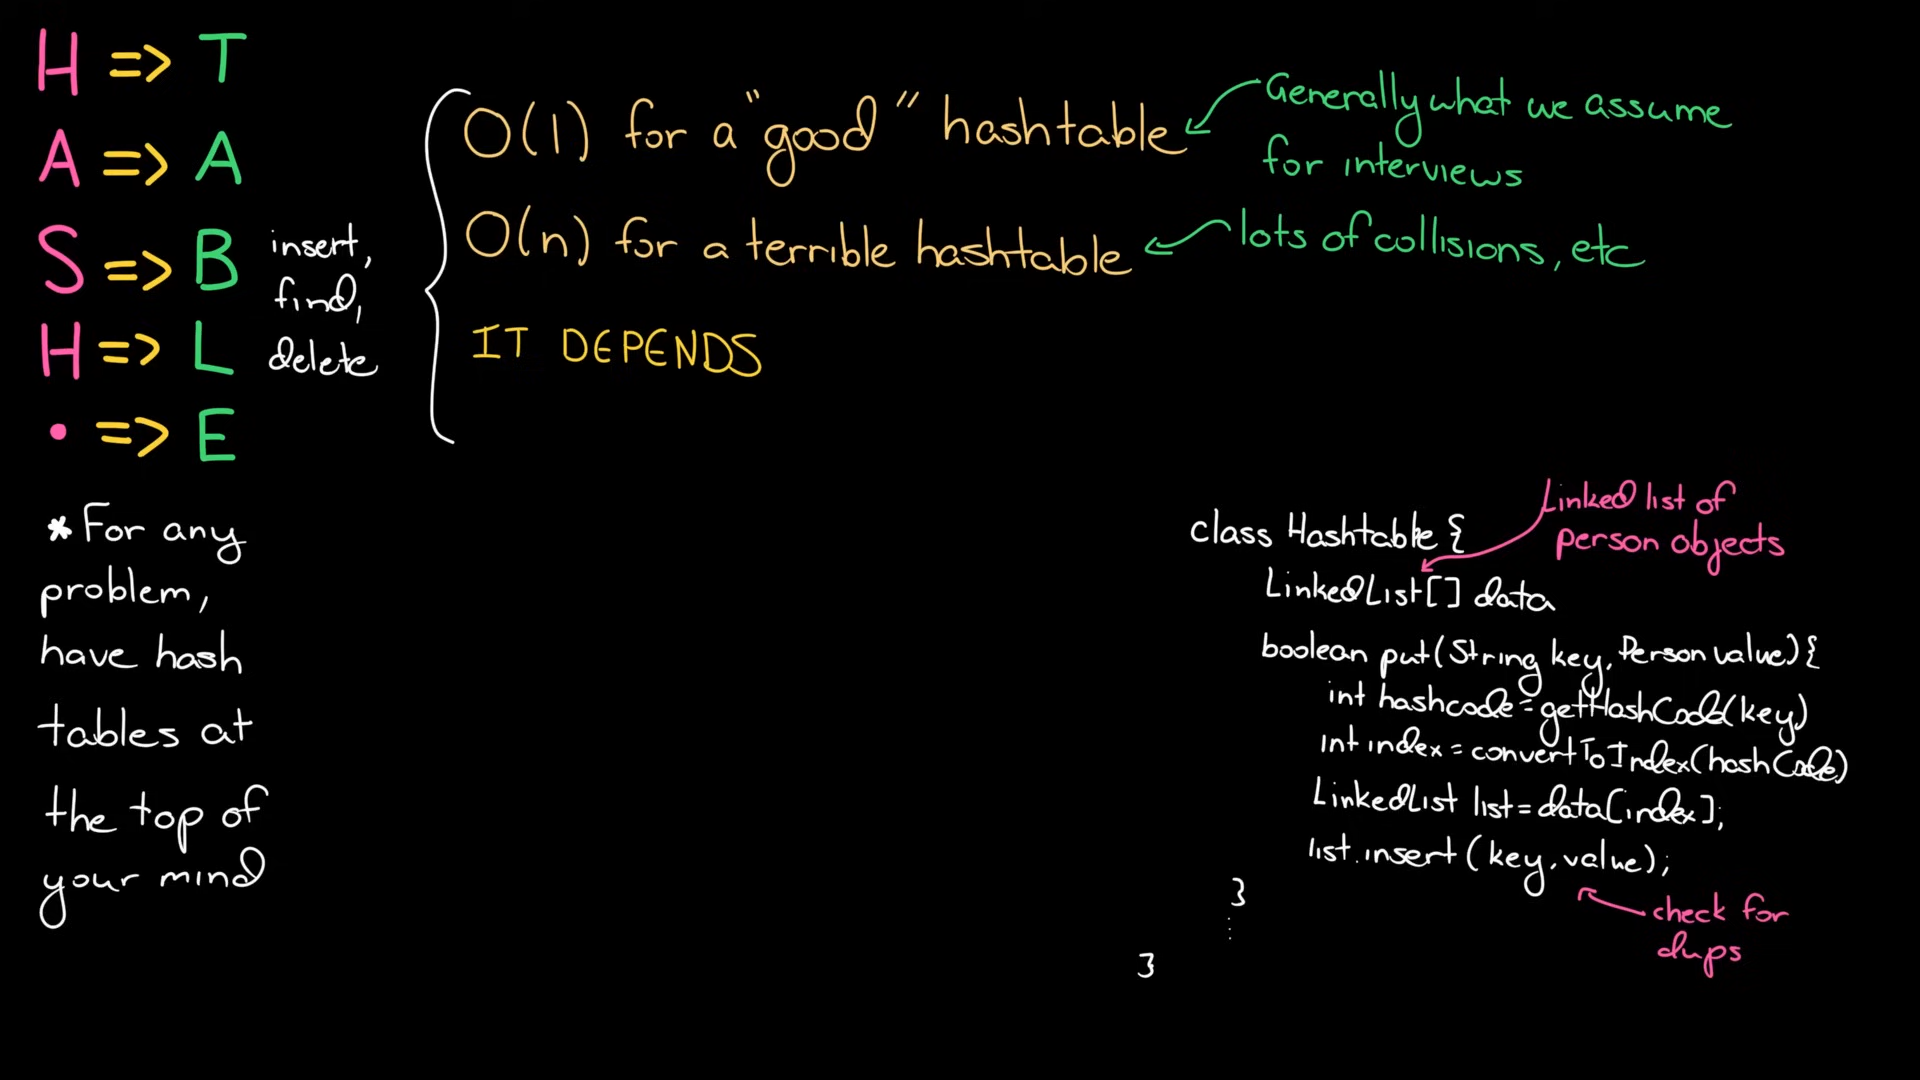 H => T
A => A
S => B
H => L
• => E
insert,
find,
delete
O(1) for a "good" hashtable
Generally what we assume
for interviews
O(n) for a terrible hashtable
lots of collisions, etc
IT DEPENDS
* For any
problem,
have hash
tables at
the top of
your mind
Linked list of
person objects
class Hashtable {
LinkedList[] data
boolean put(String key, Person value) {
int hashcode = getHashCode(key)
int index = convertToIndex(hashCode)
LinkedList list = data[index];
list.insert(key, value);
}
check for
dups
}